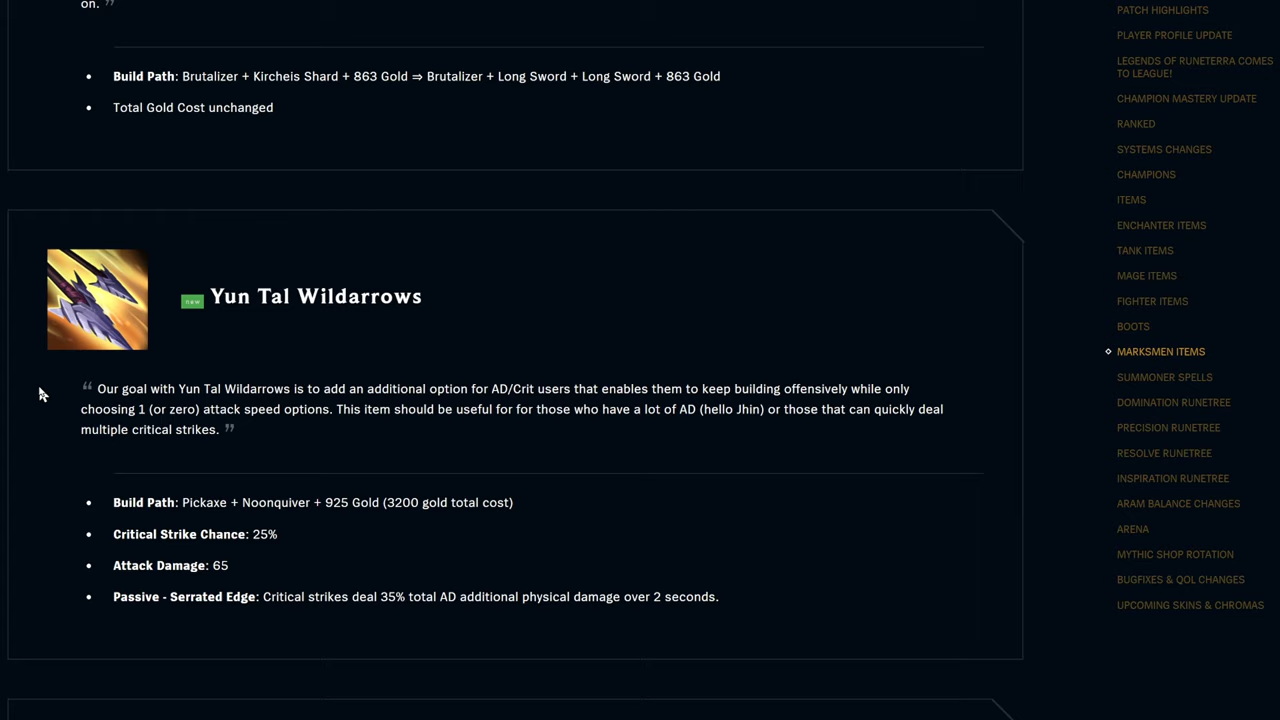 on. ”
• Build Path: Brutalizer + Kircheis Shard + 863 Gold ⇒ Brutalizer + Long Sword + Long Sword + 863 Gold
• Total Gold Cost unchanged
new Yun Tal Wildarrows
“ Our goal with Yun Tal Wildarrows is to add an additional option for AD/Crit users that enables them to keep building offensively while only
choosing 1 (or zero) attack speed options. This item should be useful for for those who have a lot of AD (hello Jhin) or those that can quickly deal
multiple critical strikes. ”
• Build Path: Pickaxe + Noonquiver + 925 Gold (3200 gold total cost)
• Critical Strike Chance: 25%
• Attack Damage: 65
• Passive - Serrated Edge: Critical strikes deal 35% total AD additional physical damage over 2 seconds.
PATCH HIGHLIGHTS
PLAYER PROFILE UPDATE
LEGENDS OF RUNETERRA COMES
TO LEAGUE!
CHAMPION MASTERY UPDATE
RANKED
SYSTEMS CHANGES
CHAMPIONS
ITEMS
ENCHANTER ITEMS
TANK ITEMS
MAGE ITEMS
FIGHTER ITEMS
BOOTS
MARKSMEN ITEMS
SUMMONER SPELLS
DOMINATION RUNETREE
PRECISION RUNETREE
RESOLVE RUNETREE
INSPIRATION RUNETREE
ARAM BALANCE CHANGES
ARENA
MYTHIC SHOP ROTATION
BUGFIXES & QOL CHANGES
UPCOMING SKINS & CHROMAS